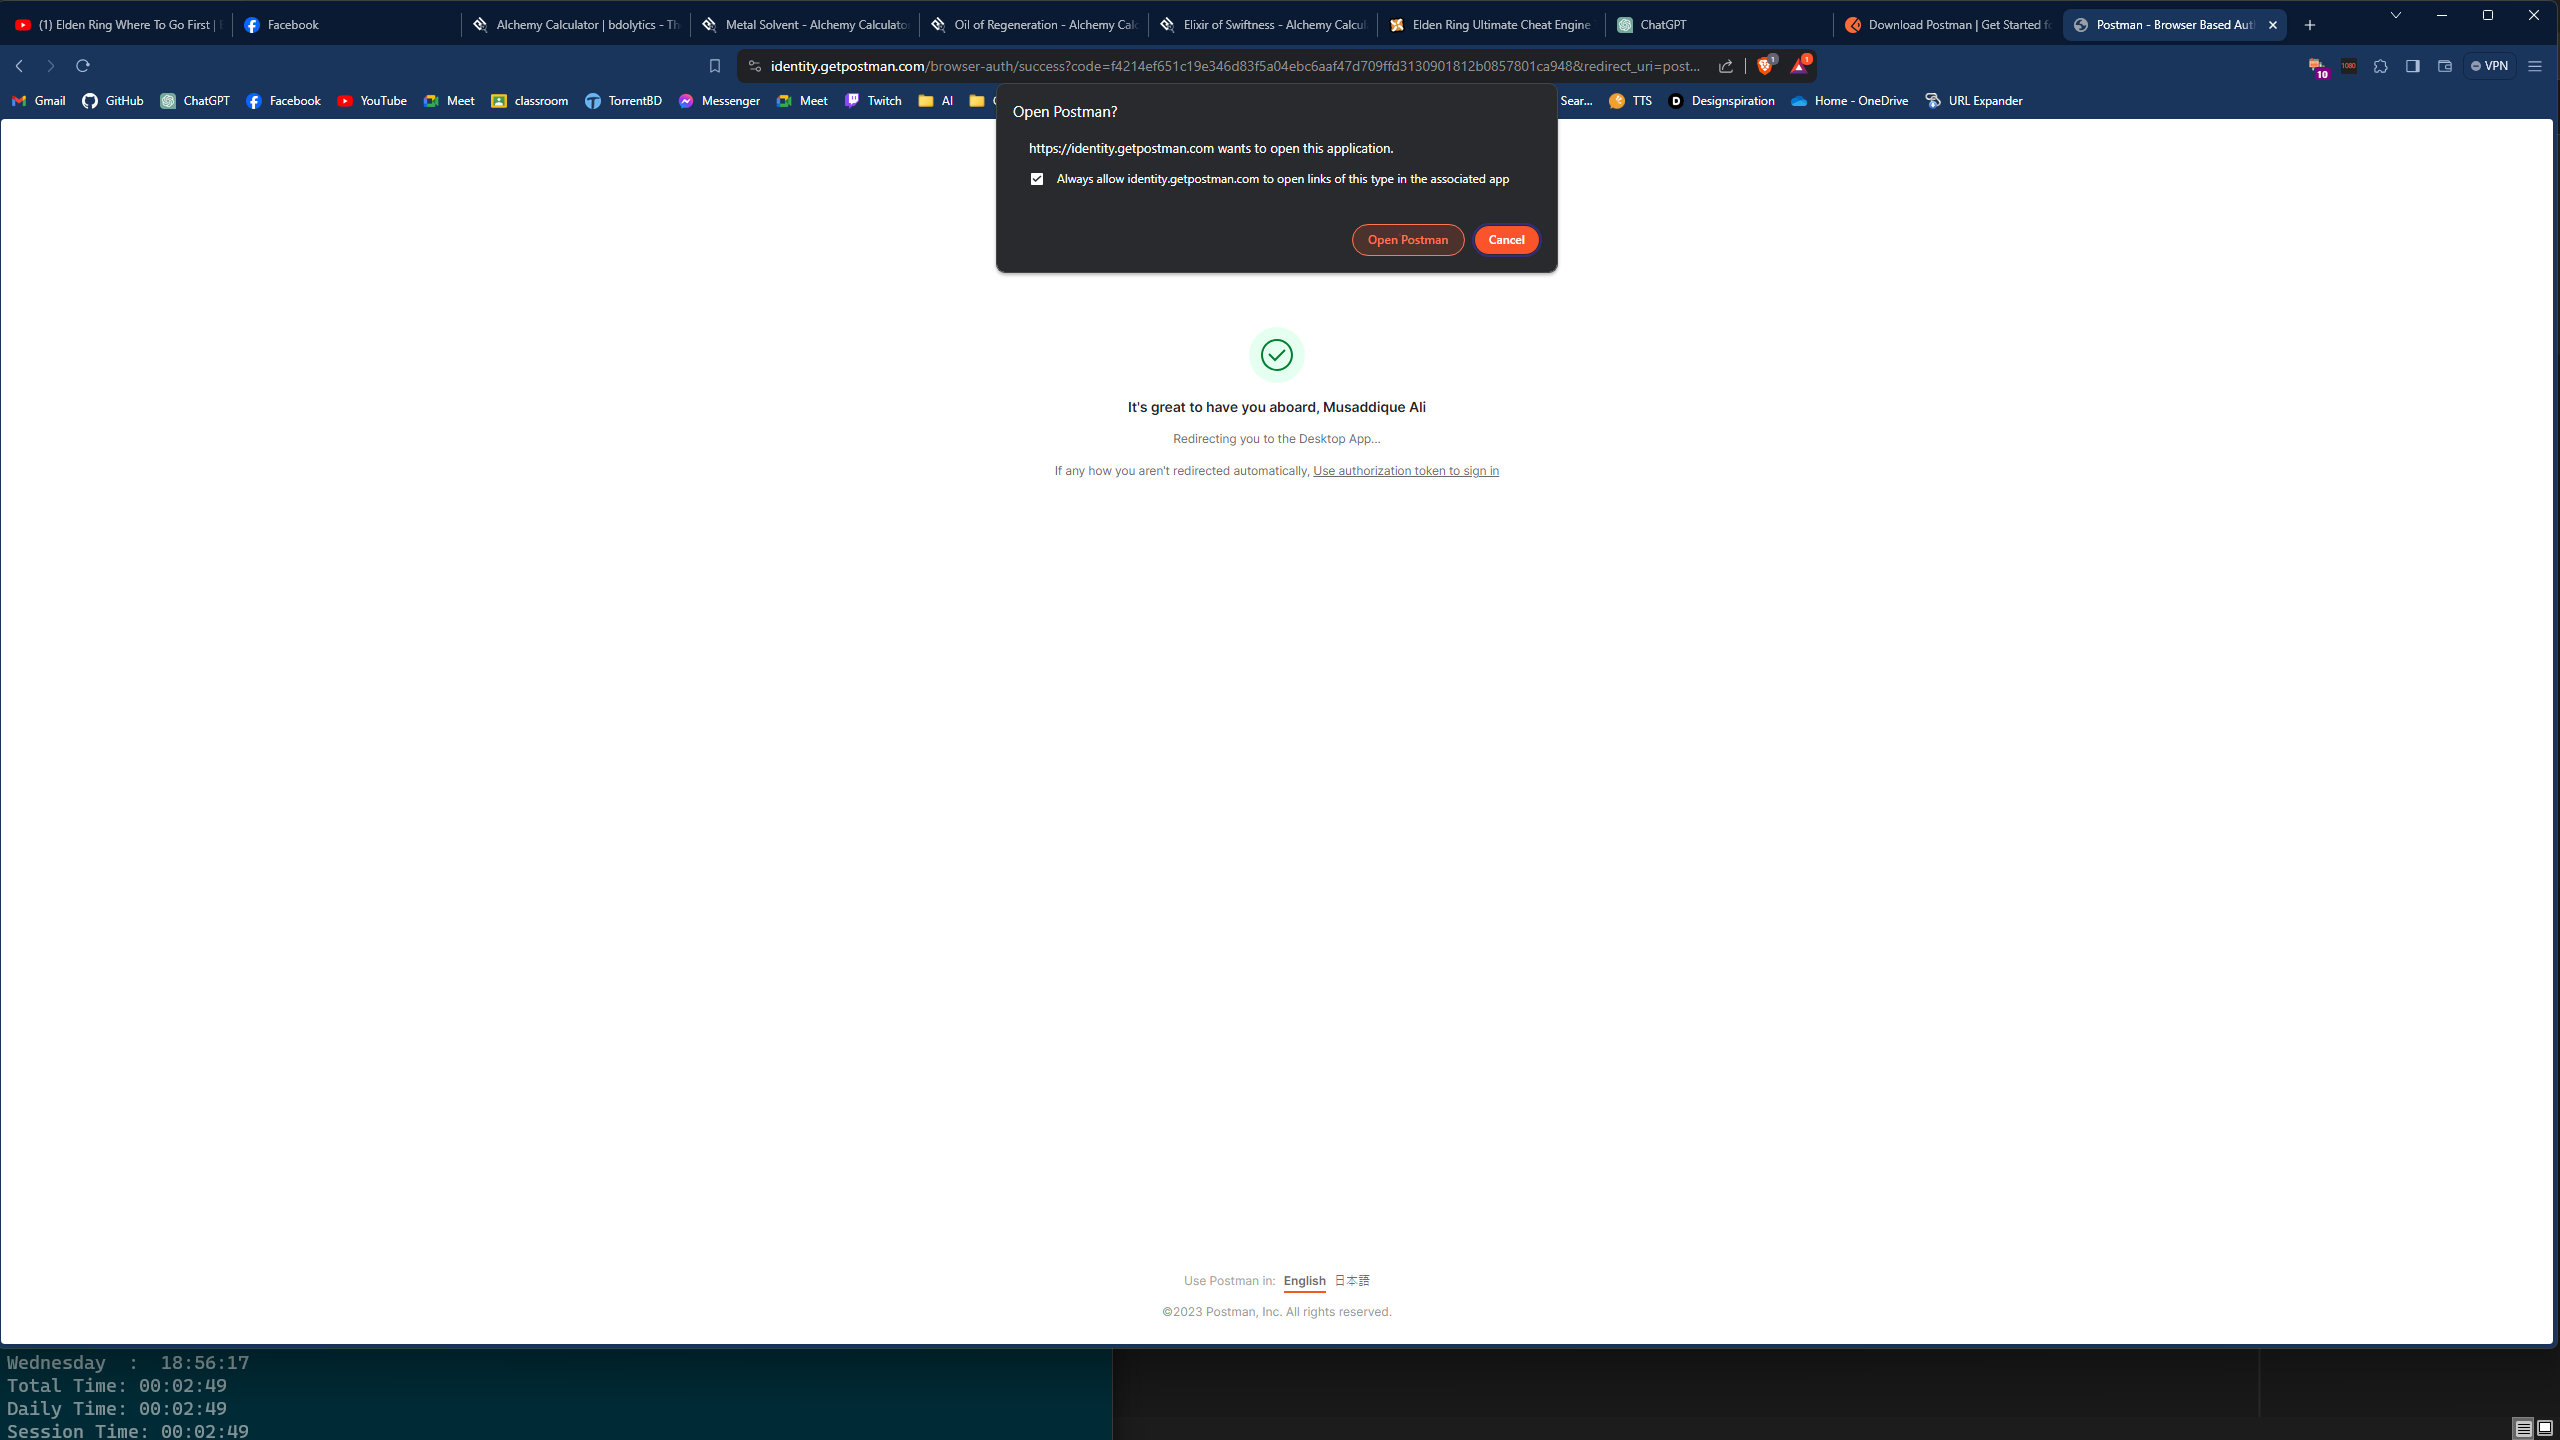 (1) Elden Ring Where To Go First |
Facebook
Alchemy Calculator | bdolytics - Th
Metal Solvent - Alchemy Calculato
Oil of Regeneration - Alchemy Calc
Elixir of Swiftness - Alchemy Calcul
Elden Ring Ultimate Cheat Engine
ChatGPT
Download Postman | Get Started fo
Postman - Browser Based Aut
identity.getpostman.com/browser-auth/success?code=f4214ef651c19e346d83f5a04ebc6aaf47d709ffd3130901812b0857801ca948&redirect_uri=post...
1
1
10
1080
VPN
Gmail
GitHub
ChatGPT
Facebook
YouTube
Meet
classroom
TorrentBD
Messenger
Meet
Twitch
AI
Sear...
TTS
Designspiration
Home - OneDrive
URL Expander
Open Postman?
https://identity.getpostman.com wants to open this application.
Always allow identity.getpostman.com to open links of this type in the associated app
Open Postman
Cancel
It's great to have you aboard, Musaddique Ali
Redirecting you to the Desktop App...
If any how you aren't redirected automatically, Use authorization token to sign in
Use Postman in: English 日本語
©2023 Postman, Inc. All rights reserved.
Wednesday : 18:56:17
Total Time: 00:02:49
Daily Time: 00:02:49
Session Time: 00:02:49